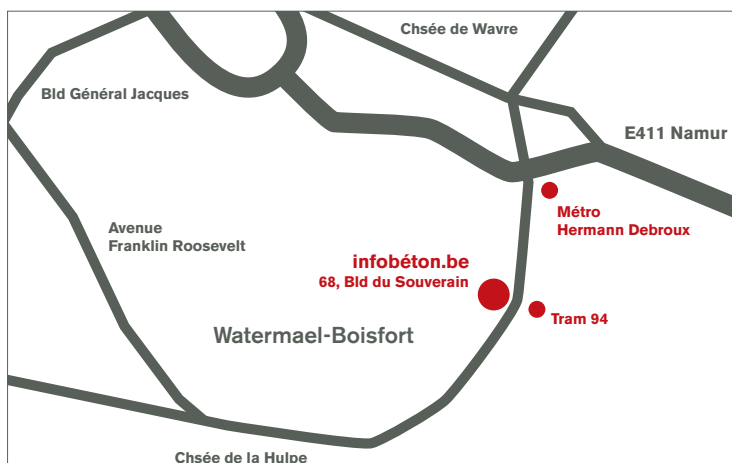 Chsée de Wavre
Bld Général Jacques
E411 Namur
Métro
Hermann Debroux
Avenue
Franklin Roosevelt
infobéton.be
68, Bld du Souverain
Tram 94
Watermael-Boisfort
Chsée de la Hulpe